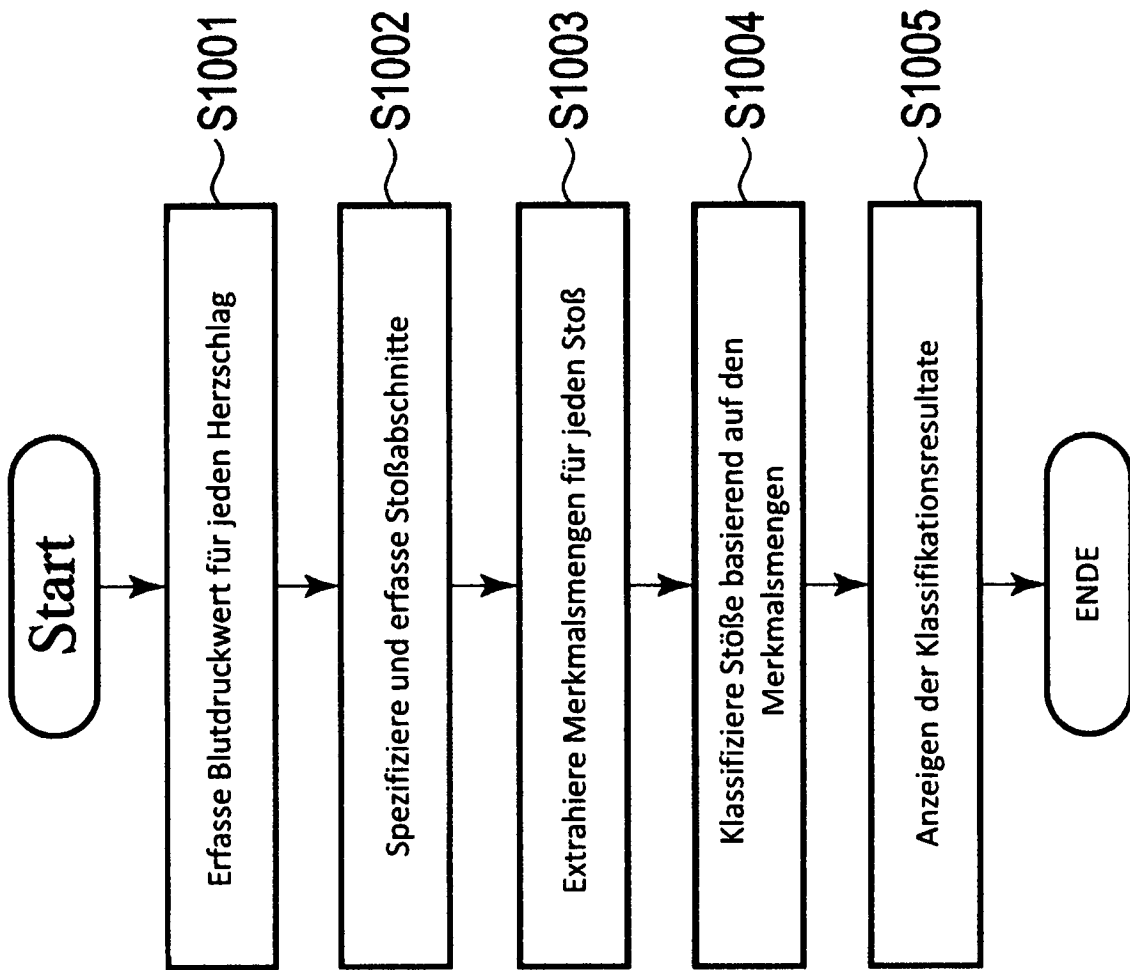 Start
Erfasse Blutdruckwert für jeden Herzschlag
S1001
Spezifiziere und erfasse Stoßabschnitte
S1002
Extrahiere Merkmalsmengen für jeden Stoß
S1003
Klassifiziere Stöße basierend auf den
Merkmalsmengen
S1004
Anzeigen der Klassifikationsresultate
S1005
ENDE